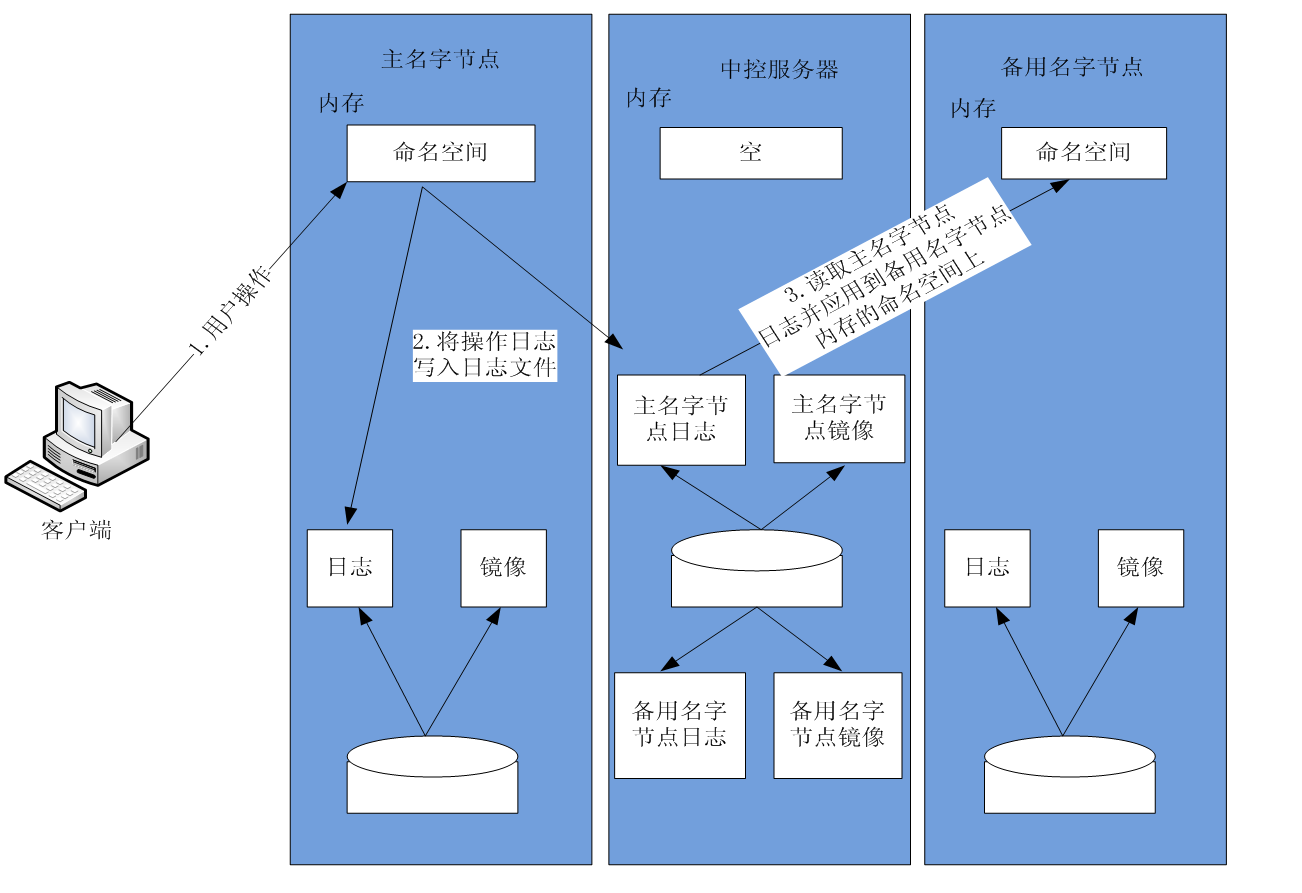 主名字节点
内存
命名空间
1.用户操作
2.将操作日志
写入日志文件
客户端
日志
镜像
中控服务器
内存
空
3.读取主名字节点
日志并应用到备用名字节点
内存的命名空间上
主名字节
点日志
主名字节
点镜像
备用名字
节点日志
备用名字
节点镜像
备用名字节点
内存
命名空间
日志
镜像